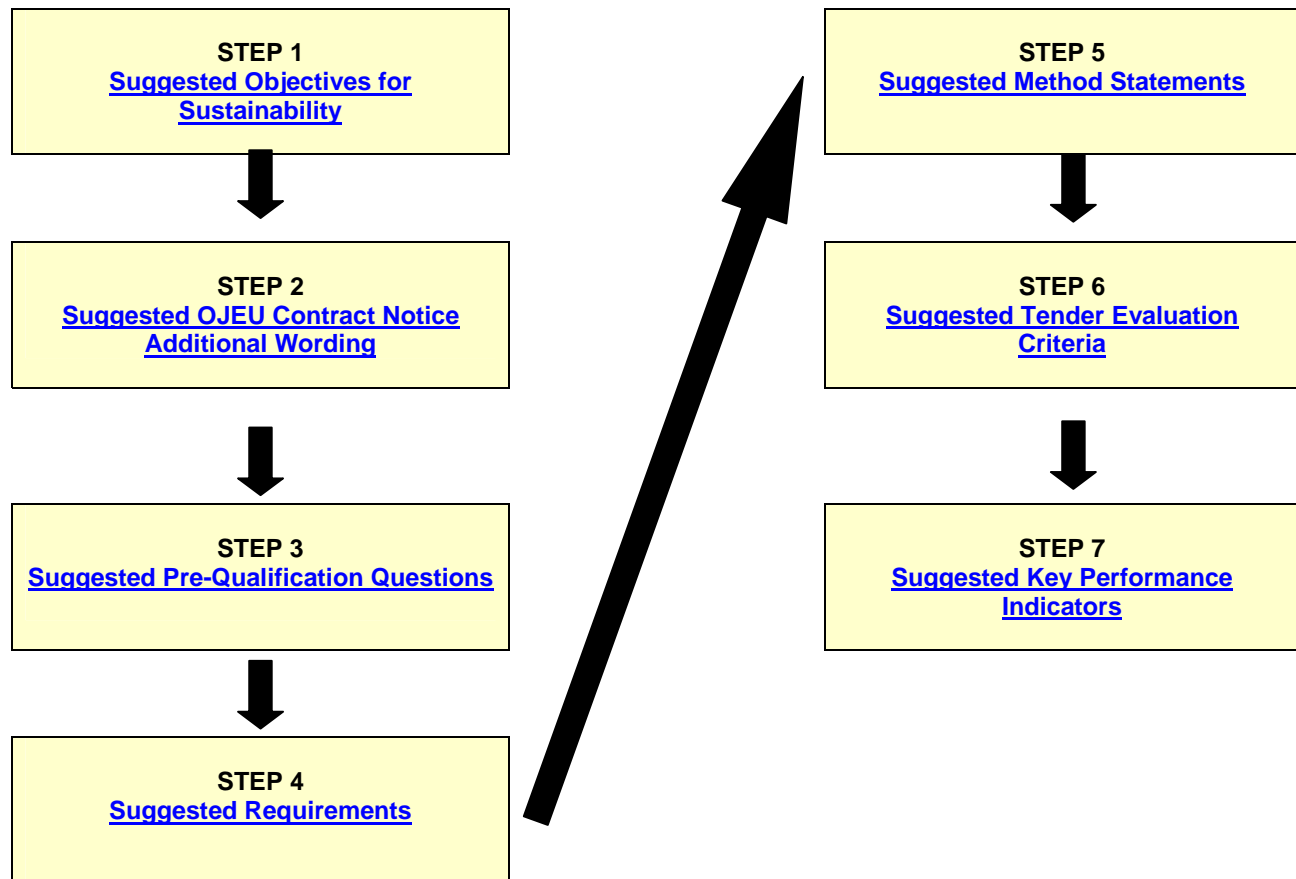 STEP 1
Suggested Objectives for
Sustainability
STEP 2
Suggested OJEU Contract Notice
Additional Wording
STEP 3
Suggested Pre-Qualification Questions
STEP 4
Suggested Requirements
STEP 5
Suggested Method Statements
STEP 6
Suggested Tender Evaluation
Criteria
STEP 7
Suggested Key Performance
Indicators